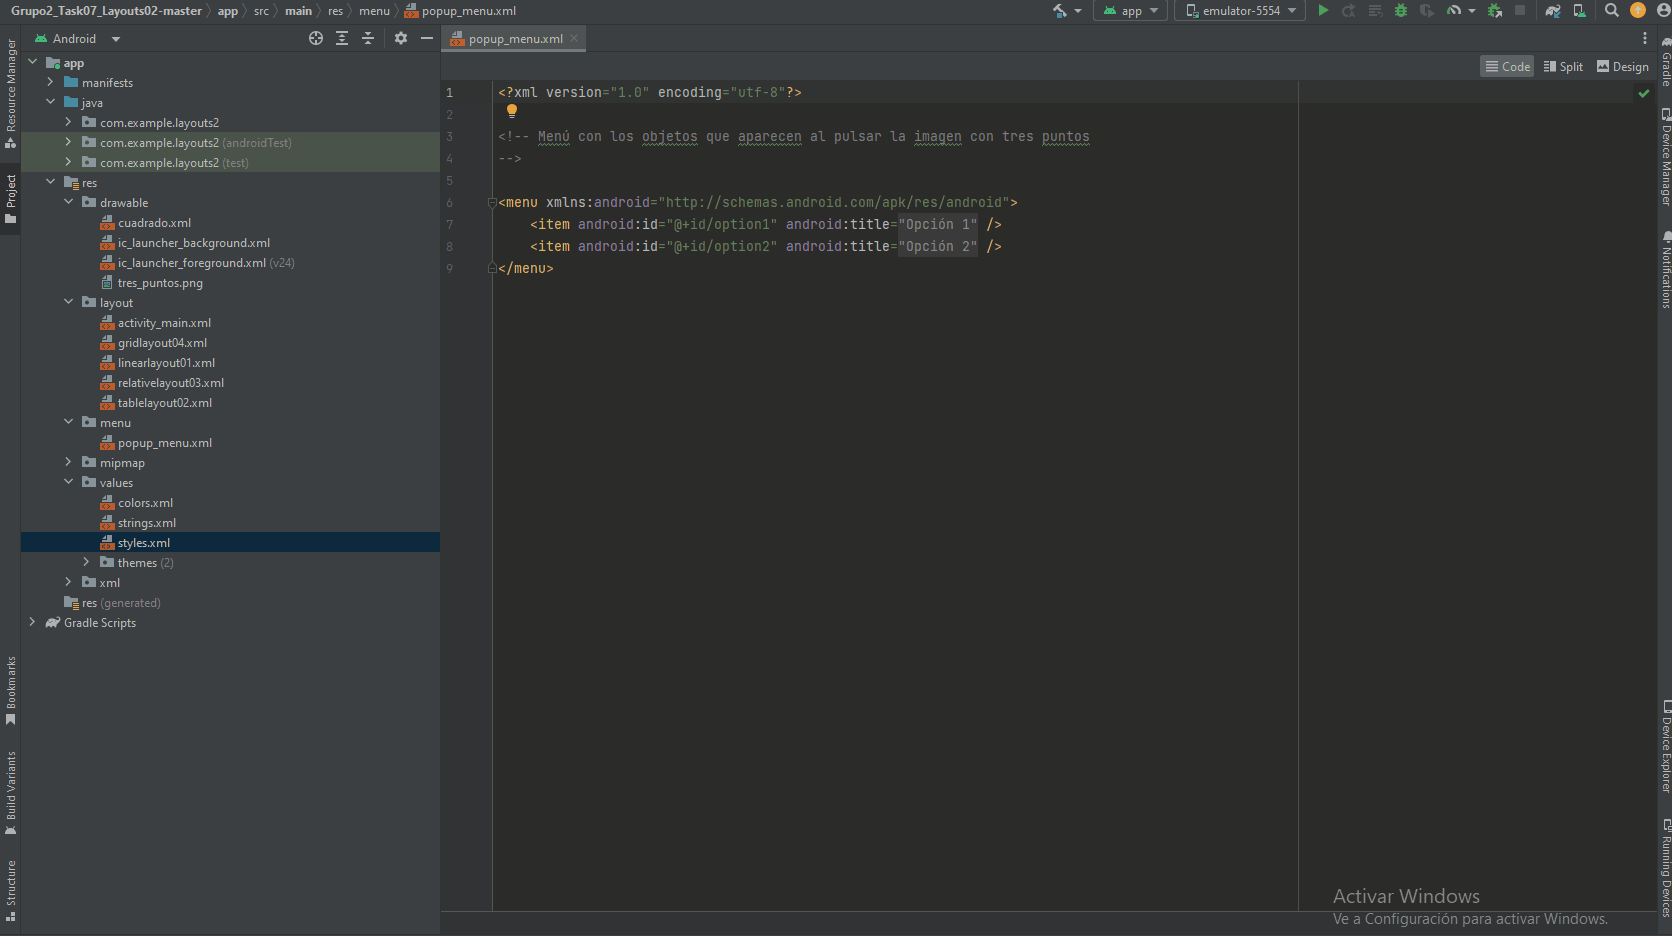 Grupo2_Task07_Layouts02-master app src main res menu popup_menu.xml
app emulator-5554
Android
popup_menu.xml
Code Split Design
Resource Manager
Project
Bookmarks
Build Variants
Structure
app
manifests
java
com.example.layouts2
com.example.layouts2 (androidTest)
com.example.layouts2 (test)
res
drawable
cuadrado.xml
ic_launcher_background.xml
ic_launcher_foreground.xml (v24)
tres_puntos.png
layout
activity_main.xml
gridlayout04.xml
linearlayout01.xml
relativelayout03.xml
tablelayout02.xml
menu
popup_menu.xml
mipmap
values
colors.xml
strings.xml
styles.xml
themes (2)
xml
res (generated)
Gradle Scripts
1 <?xml version="1.0" encoding="utf-8"?>
2
3 <!-- Menú con los objetos que aparecen al pulsar la imagen con tres puntos
4 -->
5
6 <menu xmlns:android="http://schemas.android.com/apk/res/android">
7 <item android:id="@+id/option1" android:title="Opción 1" />
8 <item android:id="@+id/option2" android:title="Opción 2" />
9 </menu>
Gradle
Device Manager
Notifications
Device Explorer
Running Devices
Activar Windows
Ve a Configuración para activar Windows.